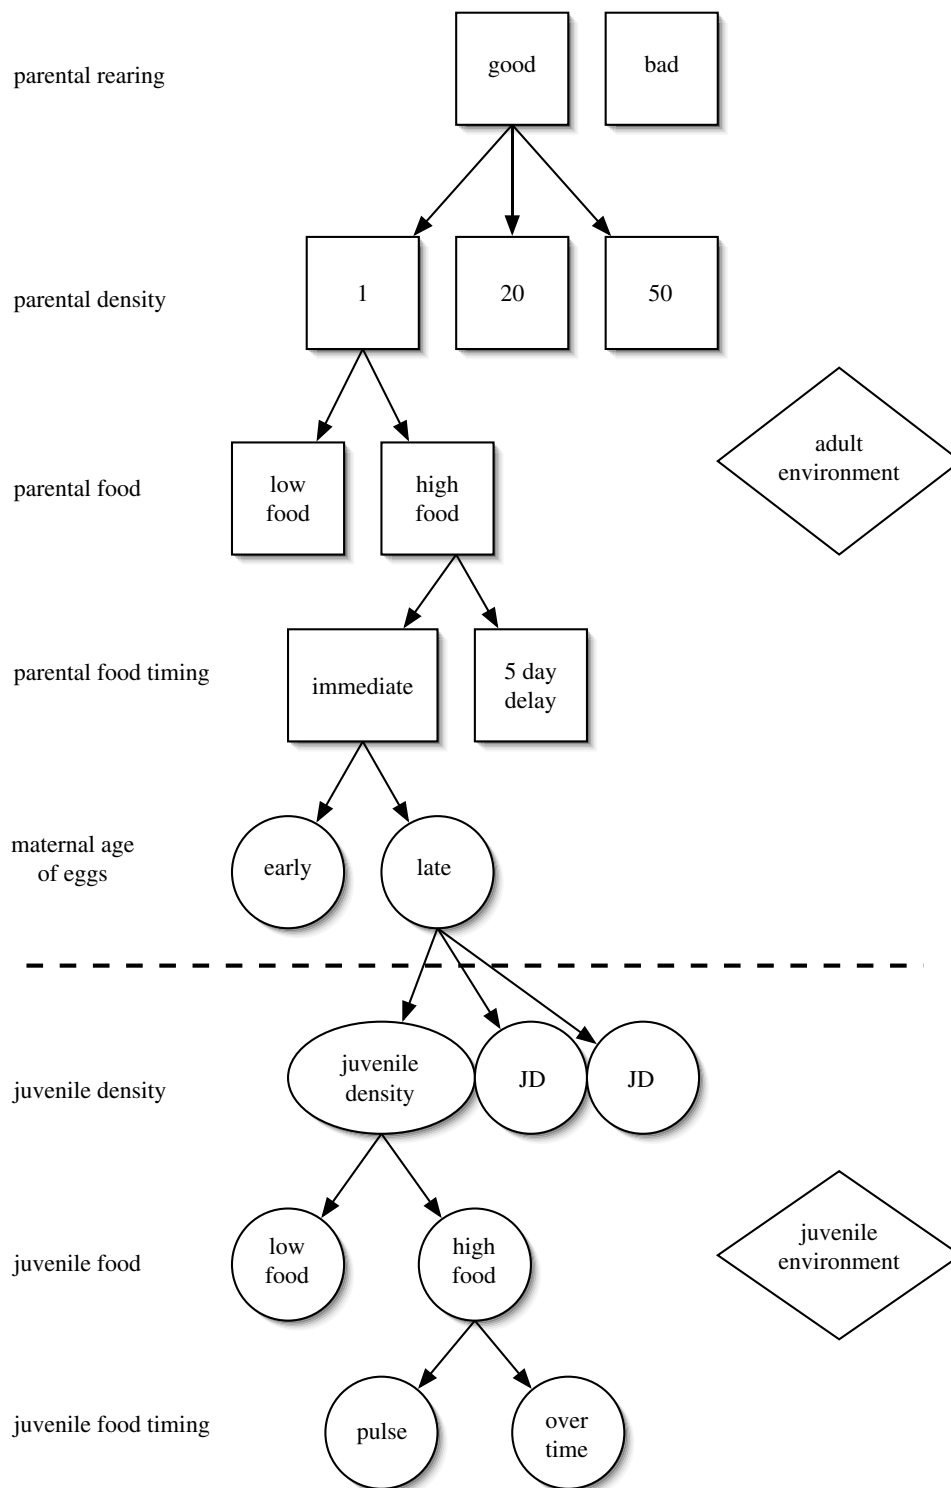 parental rearing
good
bad
parental density
1
20
50
parental food
low
food
high
food
adult
environment
parental food timing
immediate
5 day
delay
maternal age
of eggs
early
late
juvenile density
juvenile
density
JD
JD
juvenile food
low
food
high
food
juvenile
environment
juvenile food timing
pulse
over
time